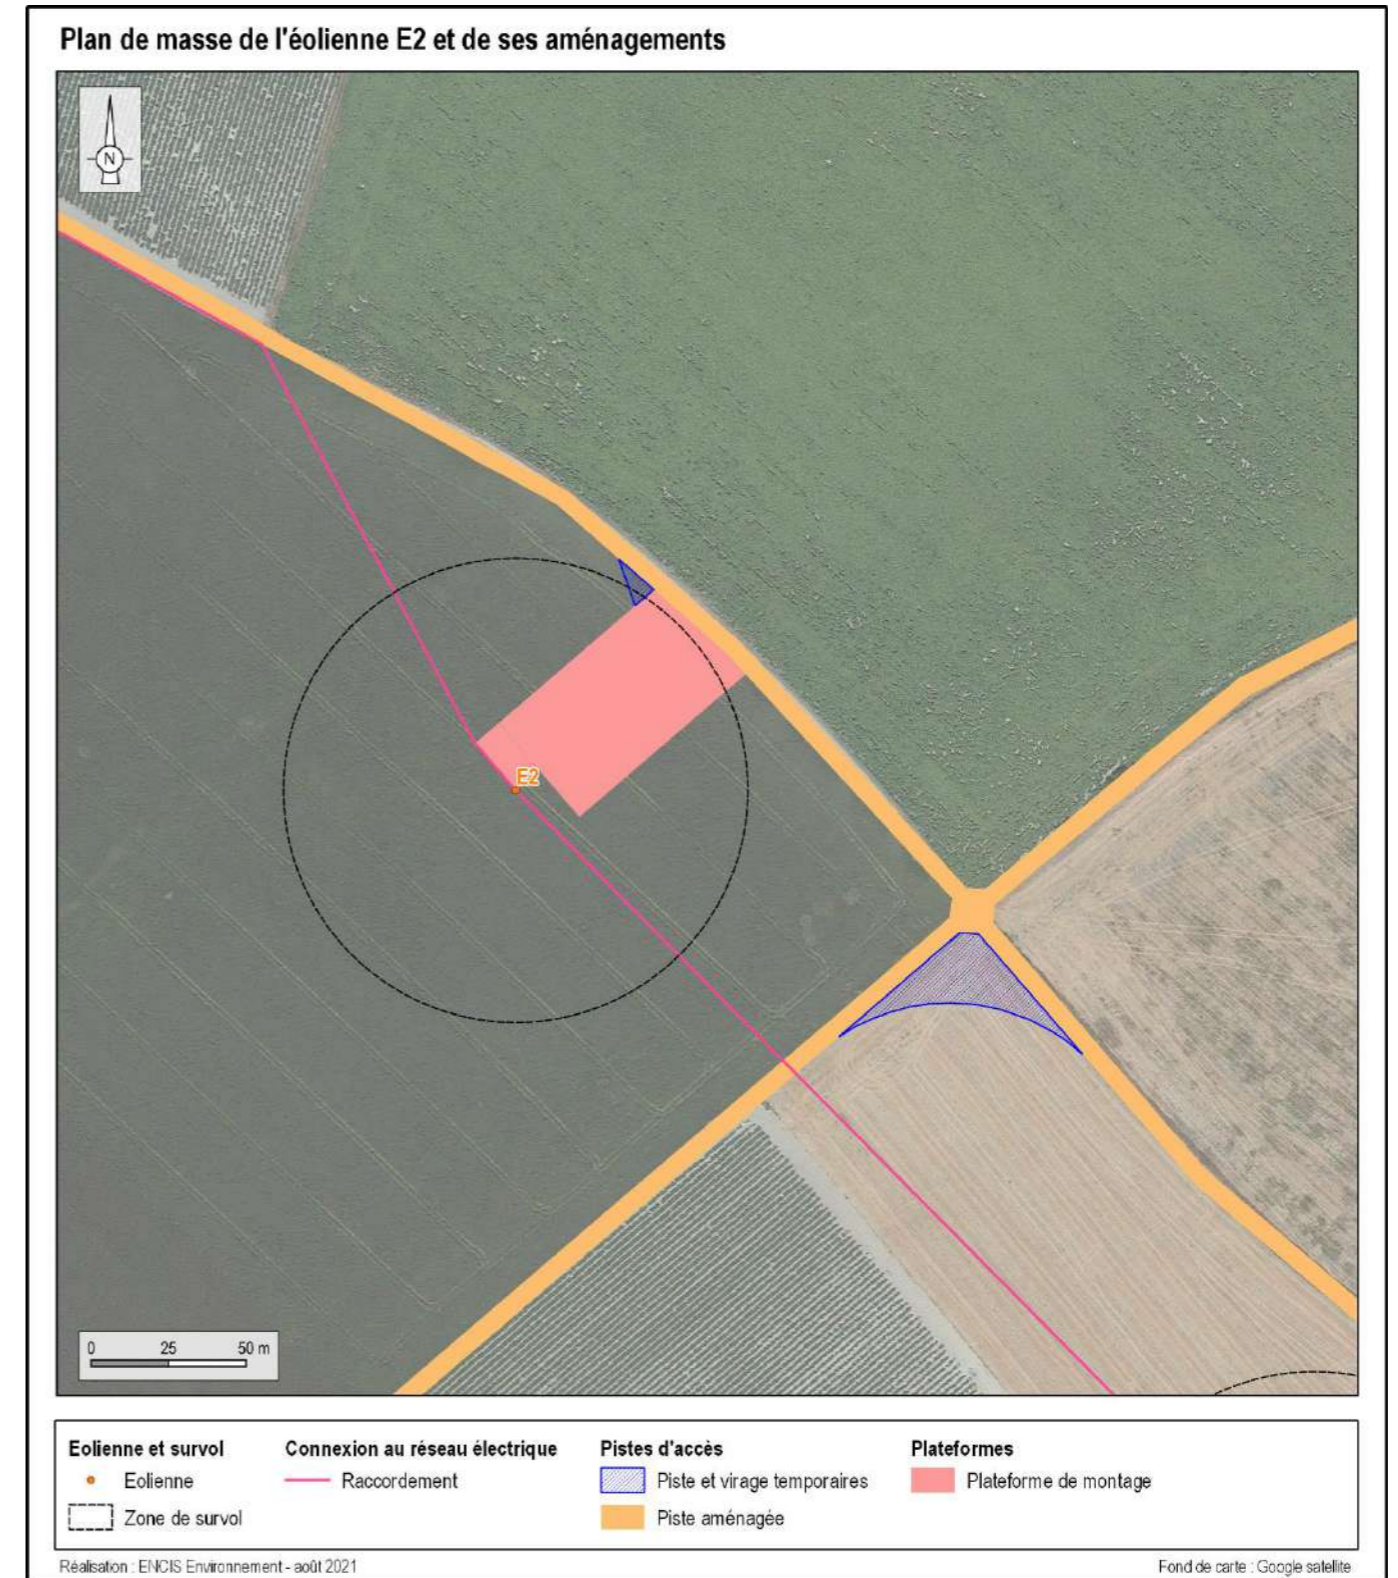 Plan de masse de l'éolienne E2 et de ses aménagements
N
E2
0 25 50 m
Eolienne et survol
Eolienne
Zone de survol
Connexion au réseau électrique
Raccordement
Pistes d'accès
Piste et virage temporaires
Piste aménagée
Plateformes
Plateforme de montage
Réalisation : ENCIS Environnement - août 2021
Fond de carte : Google satellite